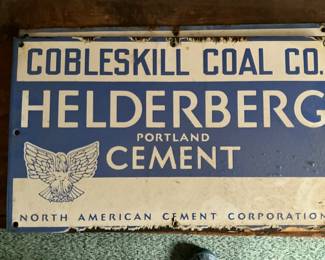 COBLESKILL COAL CO.
HELDERBERG
PORTLAND
CEMENT
NORTH AMERICAN CEMENT CORPORATION